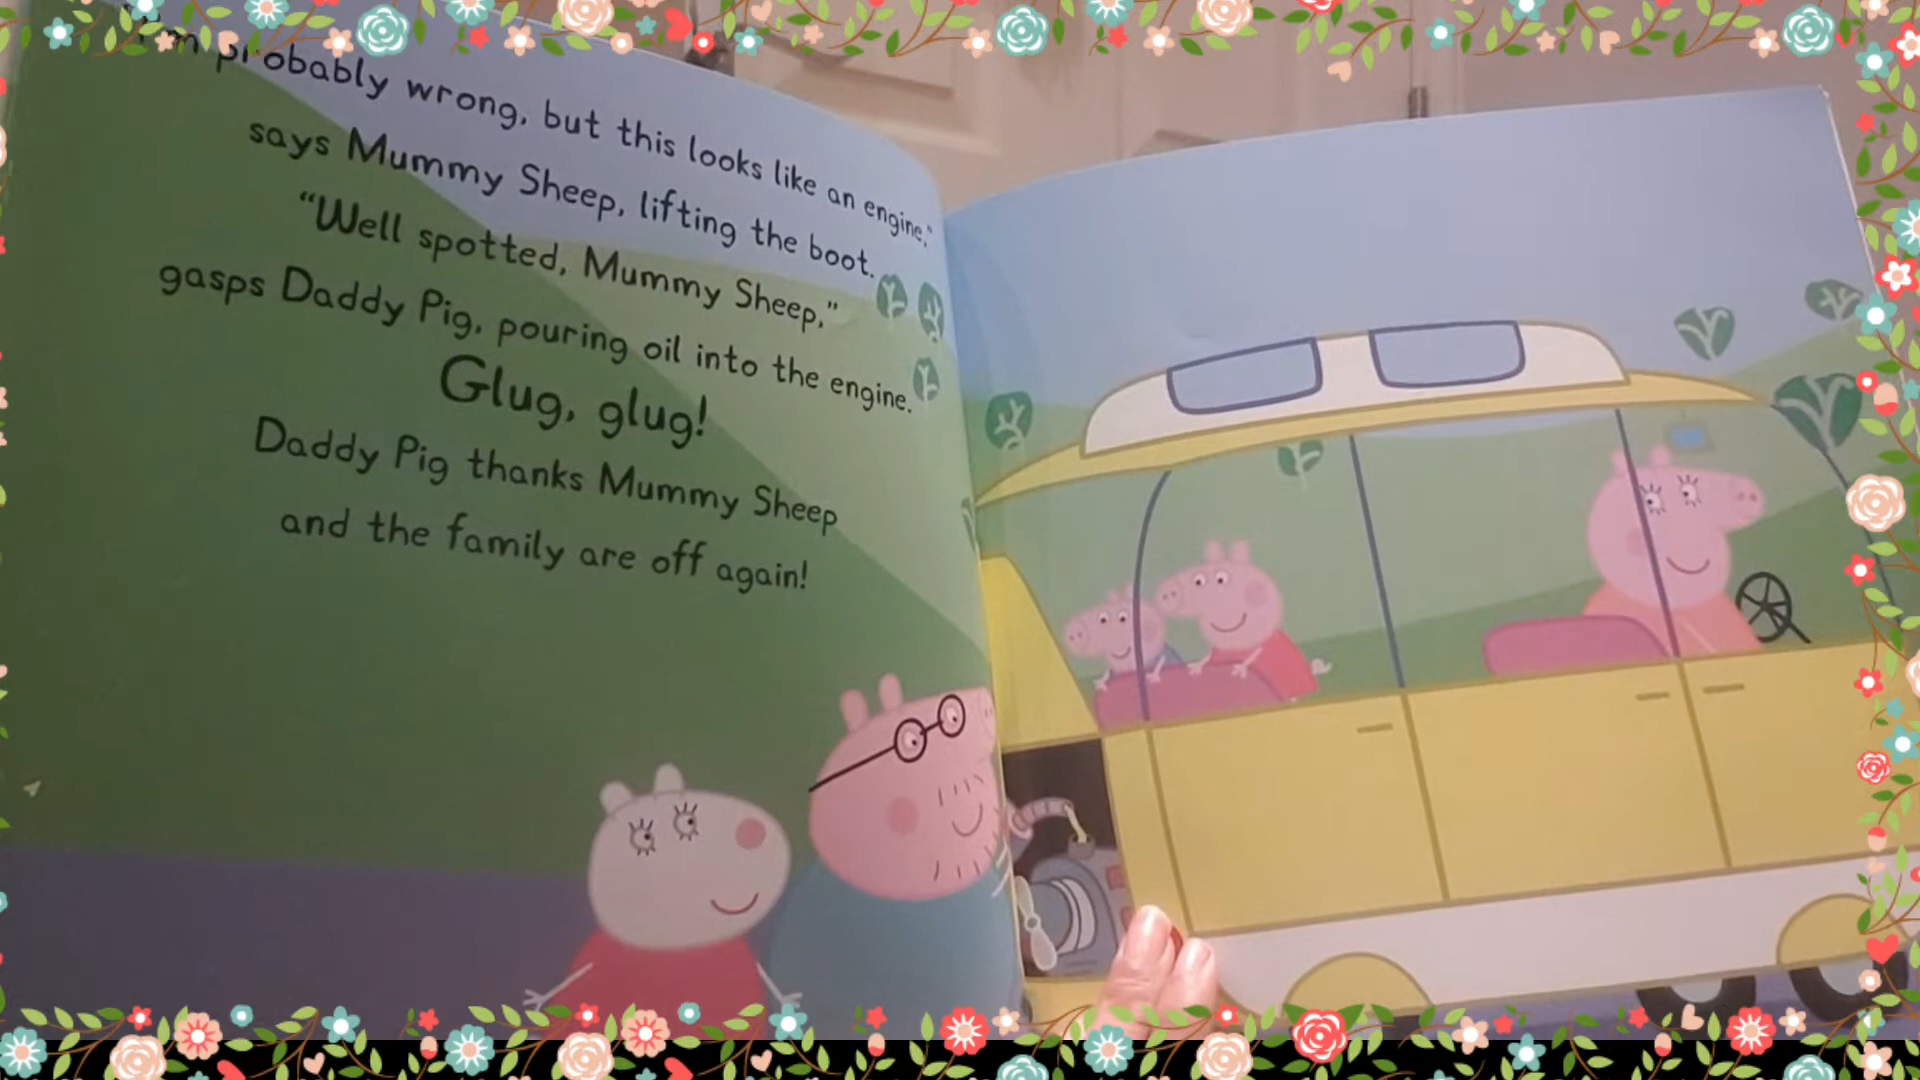 I'm probably wrong, but this looks like an engine,"
says Mummy Sheep, lifting the boot.
"Well spotted, Mummy Sheep,"
gasps Daddy Pig, pouring oil into the engine.
Glug, glug!
Daddy Pig thanks Mummy Sheep
and the family are off again!